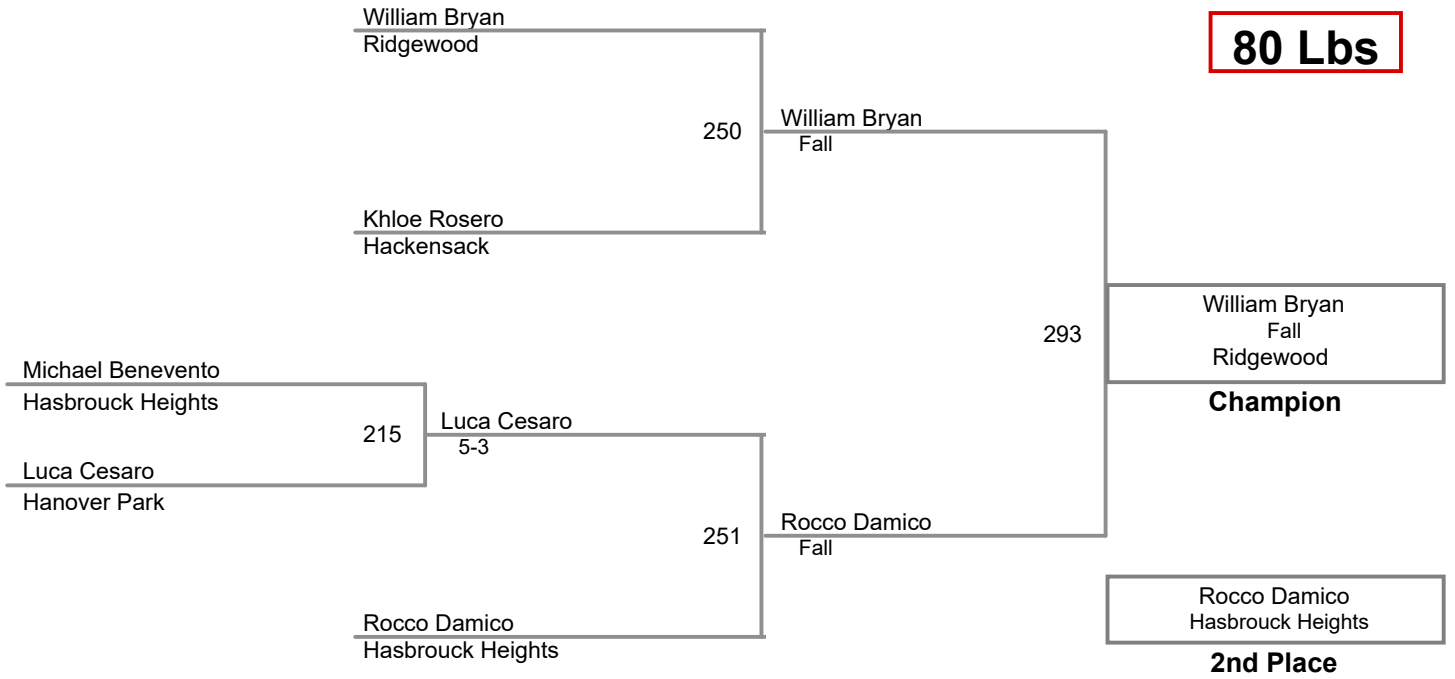 William Bryan
Ridgewood
80 Lbs
250
William Bryan
Fall
Khloe Rosero
Hackensack
293
William Bryan
Fall
Ridgewood
Champion
Michael Benevento
Hasbrouck Heights
215
Luca Cesaro
5-3
Luca Cesaro
Hanover Park
251
Rocco Damico
Fall
Rocco Damico
Hasbrouck Heights
Rocco Damico
Hasbrouck Heights
2nd Place